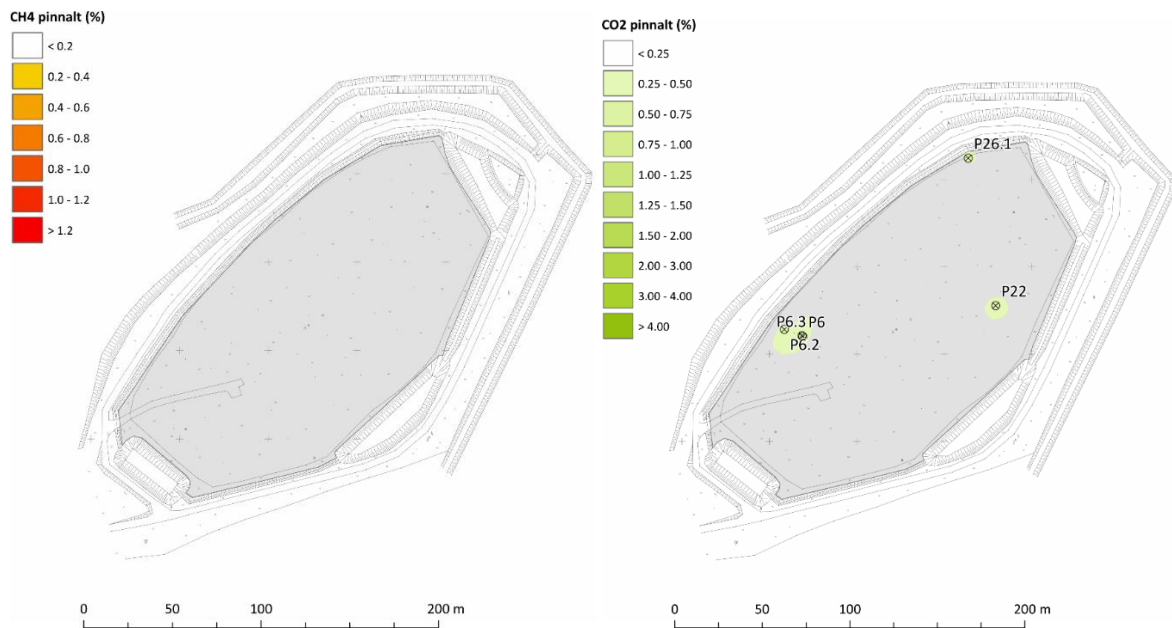 CH4 pinnalt (%)
< 0.2
0.2 - 0.4
0.4 - 0.6
0.6 - 0.8
0.8 - 1.0
1.0 - 1.2
> 1.2
0 50 100 200 m
CO2 pinnalt (%)
< 0.25
0.25 - 0.50
0.50 - 0.75
0.75 - 1.00
1.00 - 1.25
1.25 - 1.50
1.50 - 2.00
2.00 - 3.00
3.00 - 4.00
> 4.00
P26.1
P22
P6.3 P6
P6.2
0 50 100 200 m